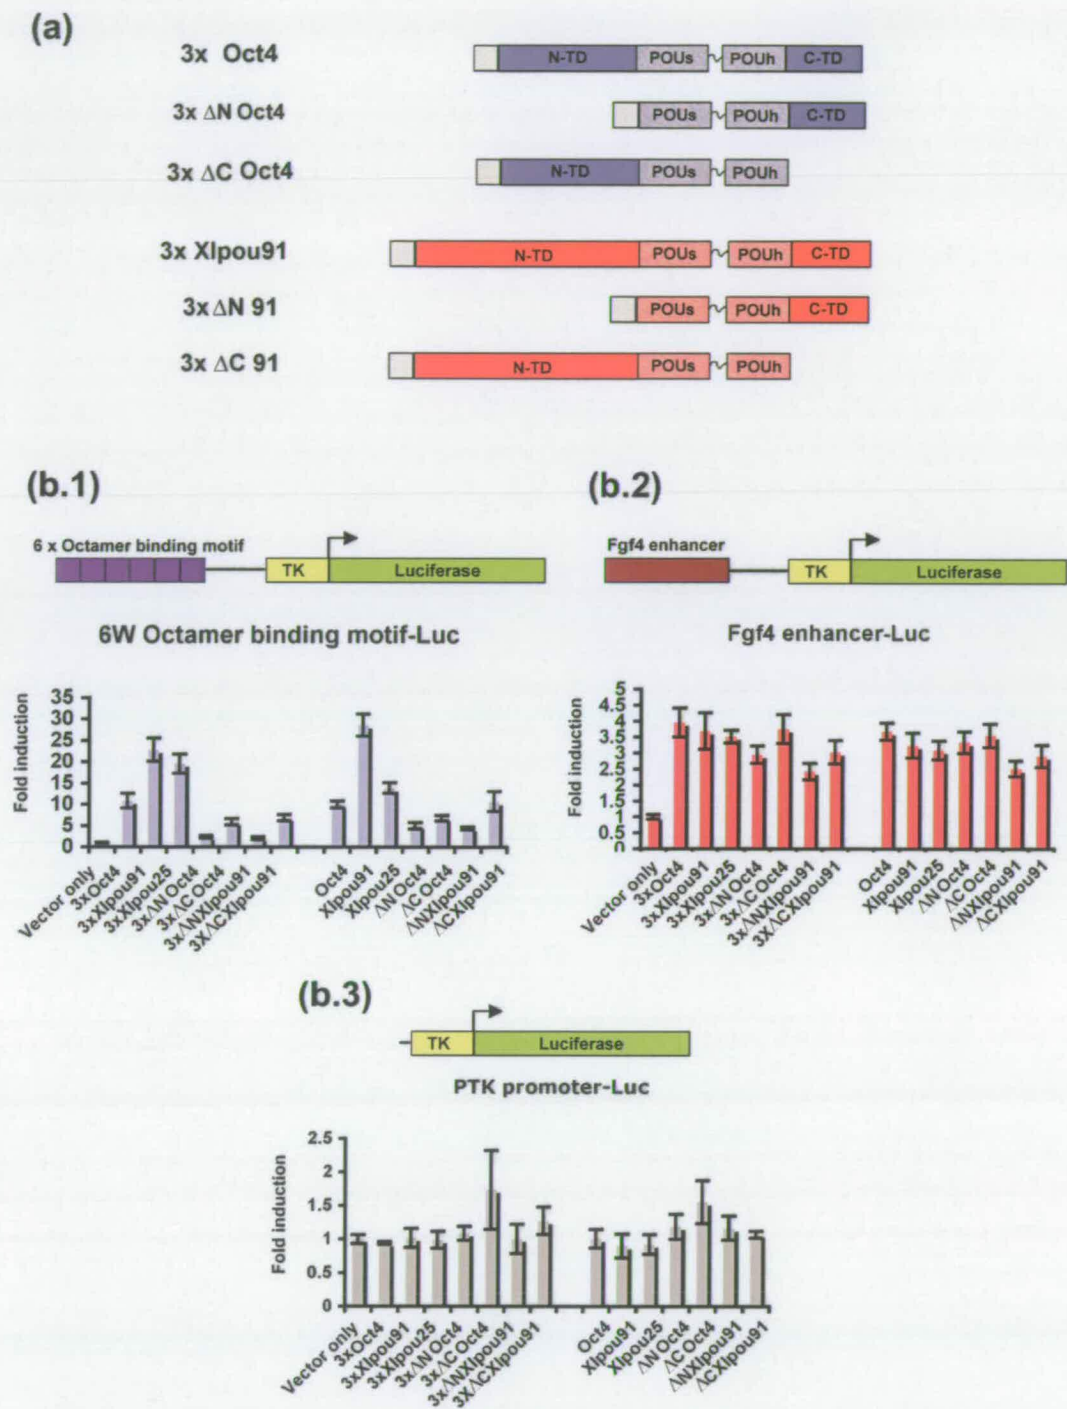 (a)
3x Oct4
N-TD POUs POUh C-TD
3x ΔN Oct4
POUs POUh C-TD
3x ΔC Oct4
N-TD POUs POUh
3x Xlpou91
N-TD POUs POUh C-TD
3x ΔN 91
POUs POUh C-TD
3x ΔC 91
N-TD POUs POUh
(b.1)
6 x Octamer binding motif
TK Luciferase
6W Octamer binding motif-Luc
Fold induction
35
30
25
20
15
10
5
0
Vector only
3xOct4
3xXlpou91
3xXlpou25
3xΔN Oct4
3xΔC Oct4
3xΔNXlpou91
3XΔCXlpou91
Oct4
Xlpou91
Xlpou25
ΔN Oct4
ΔC Oct4
ΔNXlpou91
ΔCXlpou91
(b.2)
Fgf4 enhancer
TK Luciferase
Fgf4 enhancer-Luc
Fold induction
5
4.5
4
3.5
3
2.5
2
1.5
1
0.5
0
Vector only
3xOct4
3xXlpou91
3xXlpou25
3xΔN Oct4
3xΔC Oct4
3xΔNXlpou91
3XΔCXlpou91
Oct4
Xlpou91
Xlpou25
ΔN Oct4
ΔC Oct4
ΔNXlpou91
ΔCXlpou91
(b.3)
TK Luciferase
PTK promoter-Luc
Fold induction
2.5
2
1.5
1
0.5
0
Vector only
3xOct4
3xXlpou91
3xXlpou25
3xΔN Oct4
3xΔC Oct4
3xΔNXlpou91
3XΔCXlpou91
Oct4
Xlpou91
Xlpou25
ΔN Oct4
ΔC Oct4
ΔNXlpou91
ΔCXlpou91